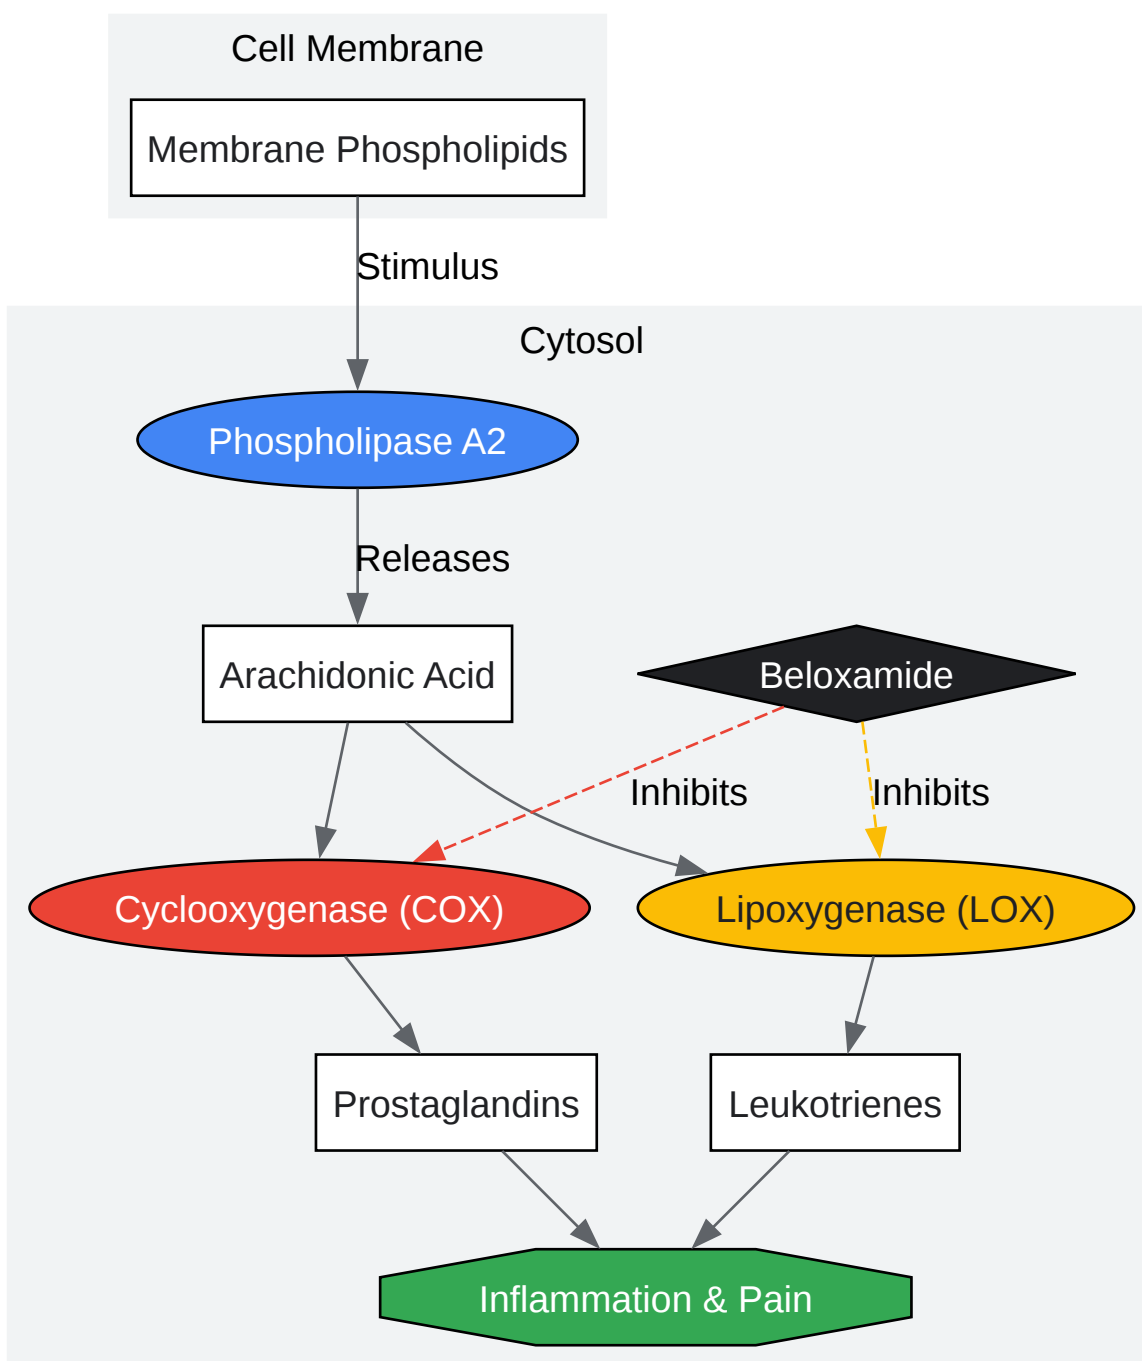 Cell Membrane
Membrane Phospholipids
Stimulus
Cytosol
Phospholipase A2
Releases
Arachidonic Acid
Beloxamide
Inhibits
Inhibits
Cyclooxygenase (COX)
Lipoxygenase (LOX)
Prostaglandins
Leukotrienes
Inflammation & Pain